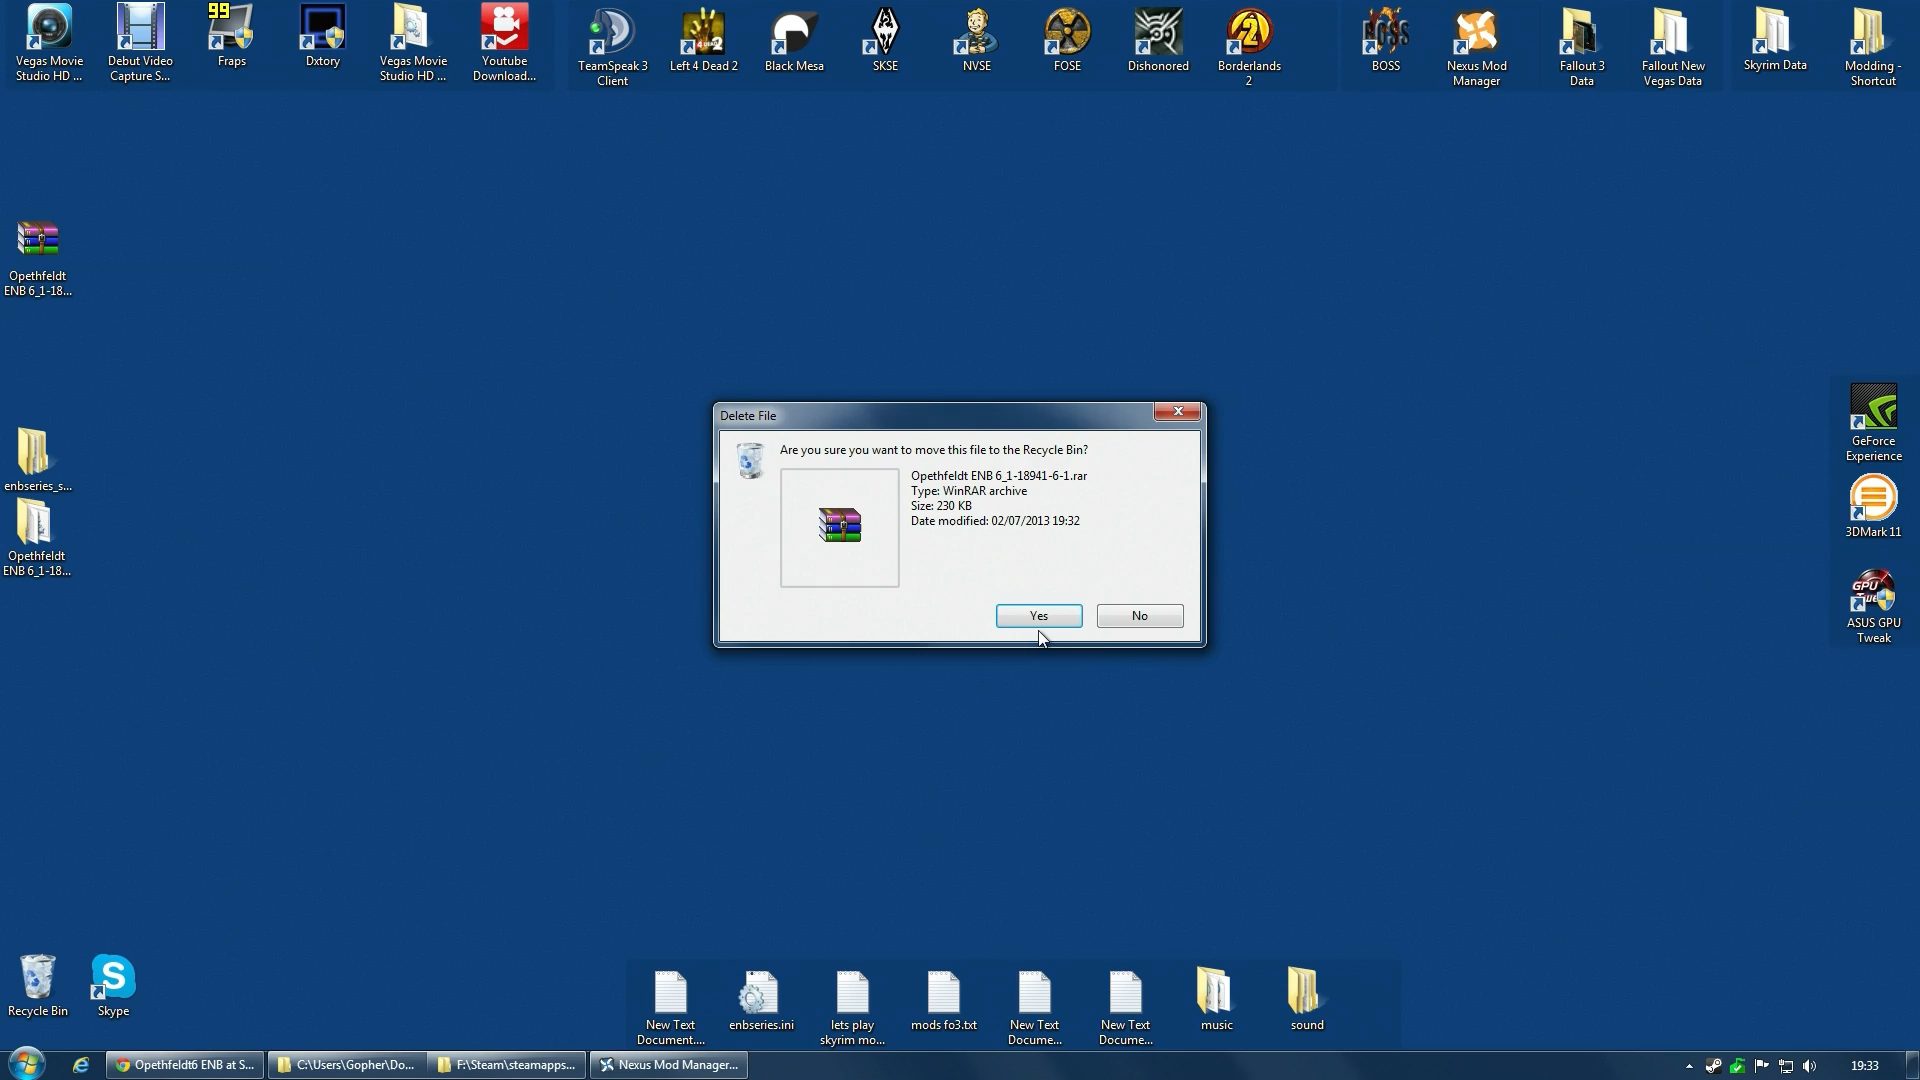 99
Vegas Movie
Studio HD ...
Debut Video
Capture S...
Fraps
Dxtory
Vegas Movie
Studio HD ...
Youtube
Download...
TeamSpeak 3
Client
Left 4 Dead 2
Black Mesa
SKSE
NVSE
FOSE
Dishonored
Borderlands
2
BOSS
Nexus Mod
Manager
Fallout 3
Data
Fallout New
Vegas Data
Skyrim Data
Modding -
Shortcut
Opethfeldt
ENB 6_1-18...
enbseries_s...
Opethfeldt
ENB 6_1-18...
Delete File
Are you sure you want to move this file to the Recycle Bin?
Opethfeldt ENB 6_1-18941-6-1.rar
Type: WinRAR archive
Size: 230 KB
Date modified: 02/07/2013 19:32
Yes
No
GeForce
Experience
3DMark 11
GPU
ASUS GPU
Tweak
Recycle Bin
Skype
New Text
Document....
enbseries.ini
lets play
skyrim mo...
mods fo3.txt
New Text
Docume...
New Text
Docume...
music
sound
Opethfeldt6 ENB at S...
C:\Users\Gopher\Do...
F:\Steam\steamapps...
Nexus Mod Manager...
19:33